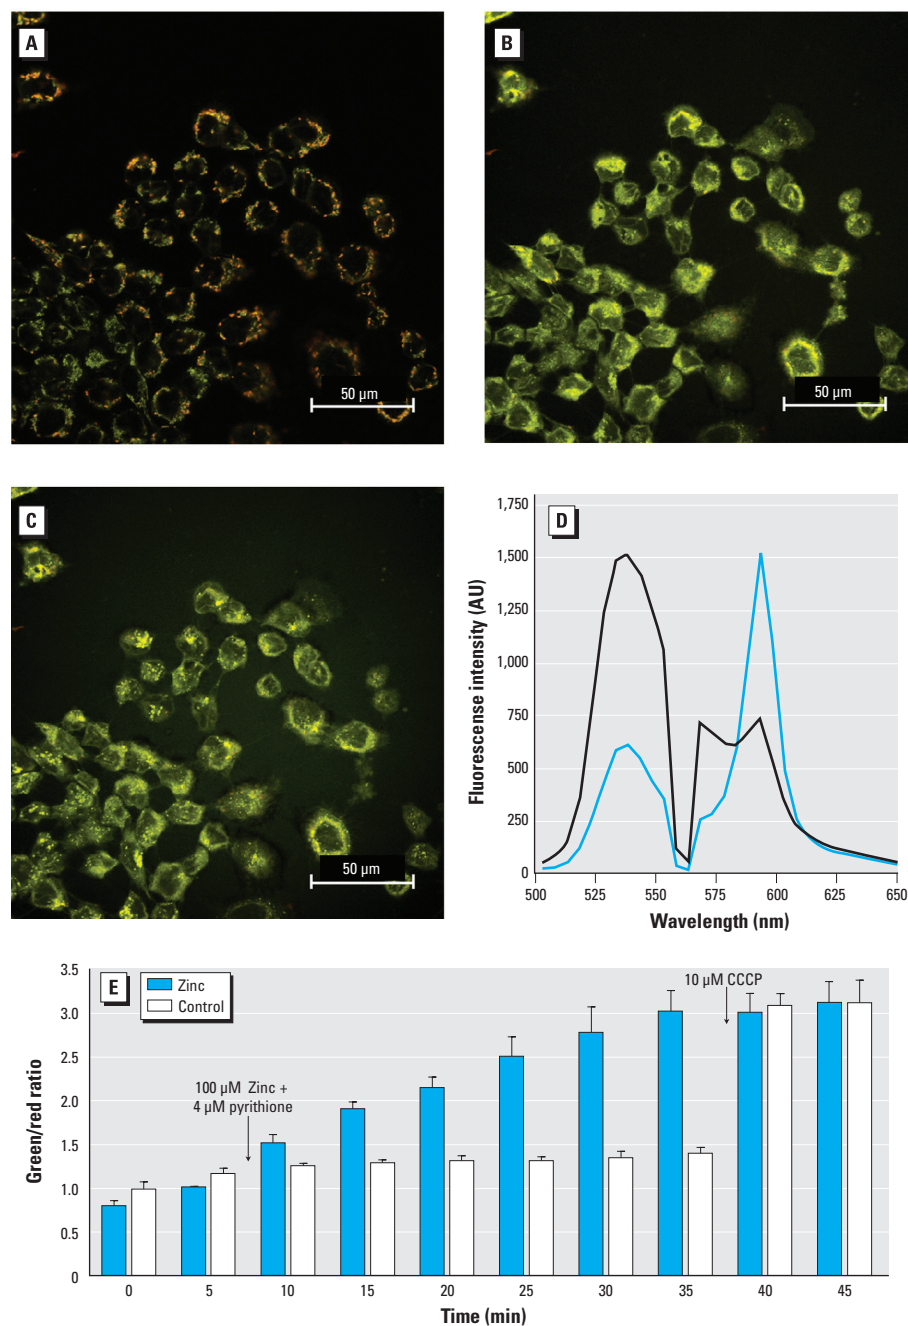 A
B
50 μm
50 μm
C
50 μm
D
1,750
1,500
1,250
1,000
750
500
250
0
Fluorescense intensity (AU)
500
525
550
575
600
625
650
Wavelength (nm)
E
Zinc
Control
10 μM CCCP
100 μM Zinc +
4 μM pyrithione
3.5
3.0
2.5
2.0
1.5
1.0
0.5
0
Green/red ratio
0
5
10
15
20
25
30
35
40
45
Time (min)